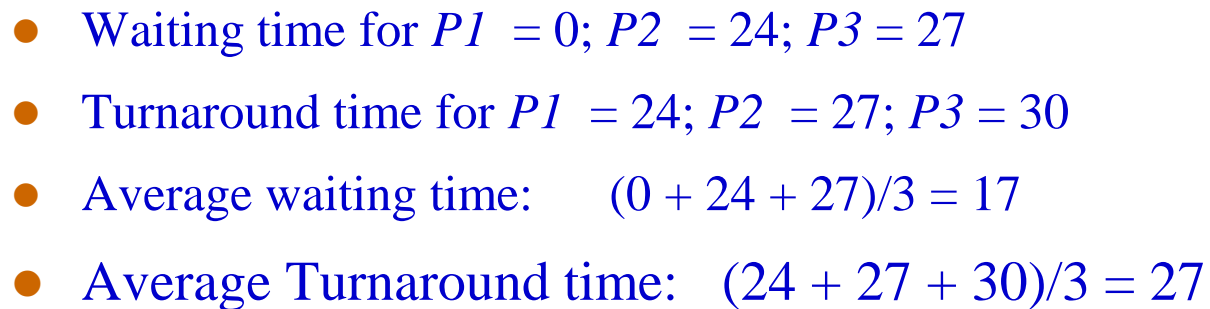 ● Waiting time for P1 = 0; P2 = 24; P3 = 27
● Turnaround time for P1 = 24; P2 = 27; P3 = 30
● Average waiting time: (0 + 24 + 27)/3 = 17
● Average Turnaround time: (24 + 27 + 30)/3 = 27